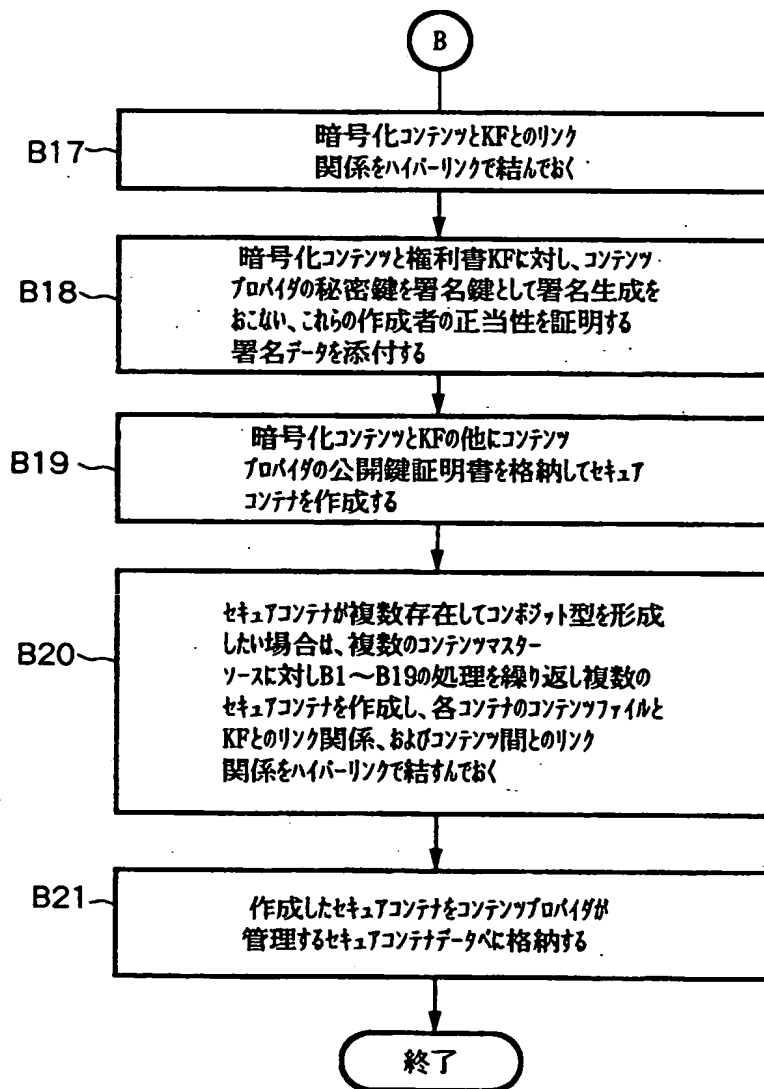 B
B17
暗号化コンテンツとKFとのリンク
関係をハイパーリンクで結んでおく
B18
暗号化コンテンツと権利書KFに対し、コンテンツ
プロバイダの秘密鍵を署名鍵として署名生成を
おこない、これらの作成者の正当性を証明する
署名データを添付する
B19
暗号化コンテンツとKFの他にコンテンツ
プロバイダの公開鍵証明書を格納してセキュア
コンテナを作成する
B20
セキュアコンテナが複数存在してコンポジット型を形成
したい場合は、複数のコンテンツマスター
ソースに対しB1〜B19の処理を繰り返し複数の
セキュアコンテナを作成し、各コンテナのコンテンツファイルと
KFとのリンク関係、およびコンテンツ間とのリンク
関係をハイパーリンクで結すんでおく
B21
作成したセキュアコンテナをコンテンツプロバイダが
管理するセキュアコンテナデータベに格納する
終了